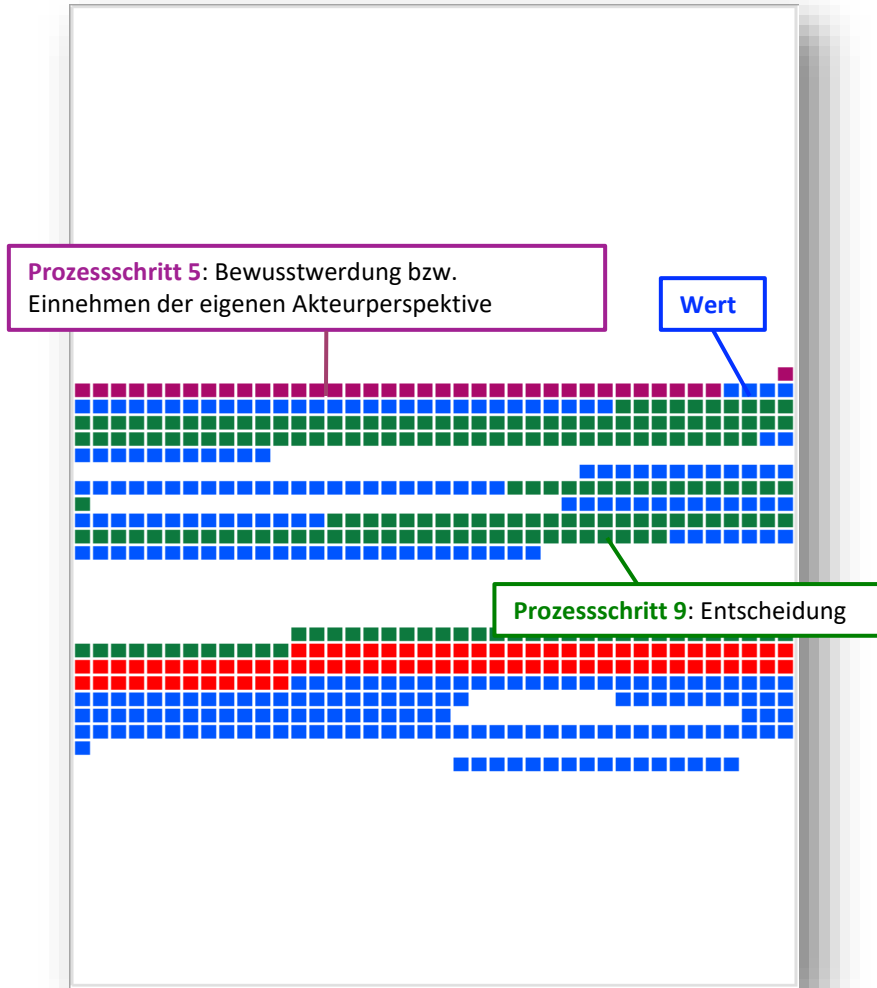 Prozessschritt 5: Bewusstwerdung bzw.
Einnehmen der eigenen Akteurperspektive
Wert
Prozessschritt 9: Entscheidung